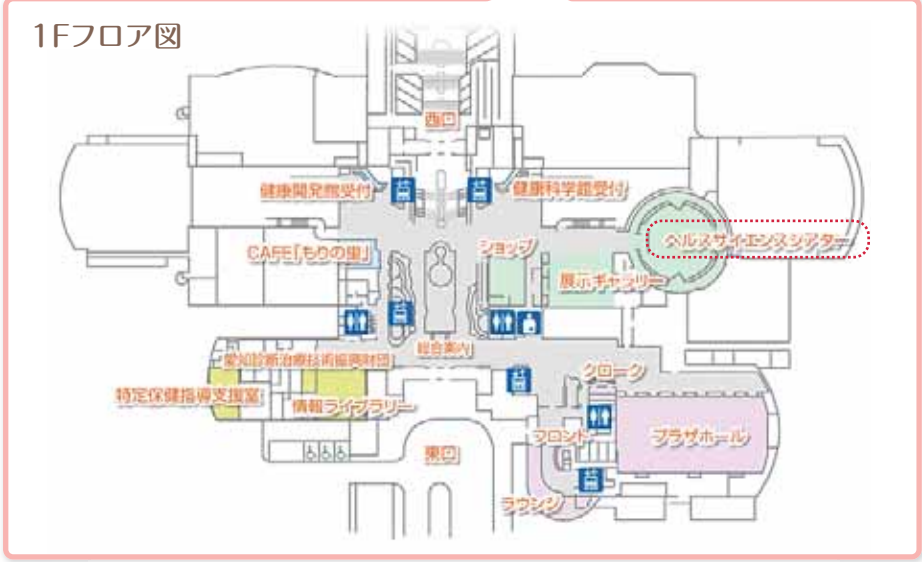 1Fフロア図
西口
健康開発館受付
健康科学館受付
CAFE「もりの里」
ショップ
ヘルスサイエンスシアター
展示ギャラリー
総合案内
愛知診断治療技術振興財団
クローク
特定保健指導支援室
情報ライブラリー
フロント
プラザホール
東口
ラウンジ